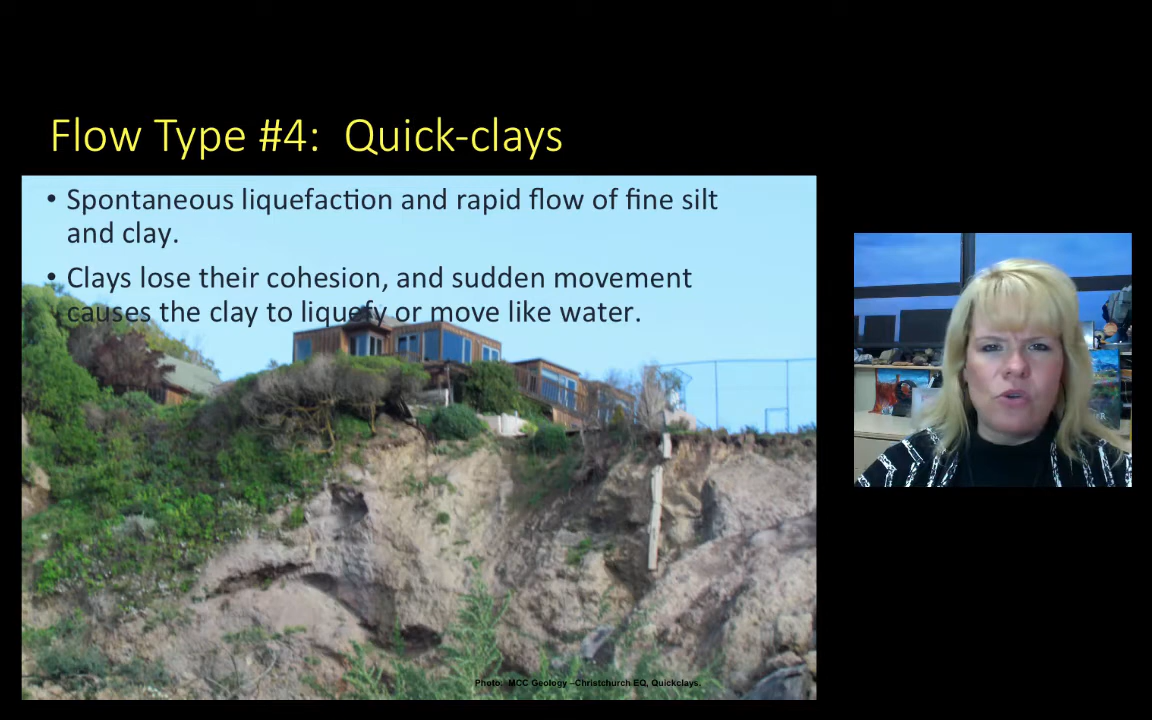 Flow Type #4: Quick-clays
• Spontaneous liquefaction and rapid flow of fine silt
and clay.
• Clays lose their cohesion, and sudden movement
causes the clay to liquefy or move like water.
Photo: MCC Geology –Christchurch EQ, Quickclays.